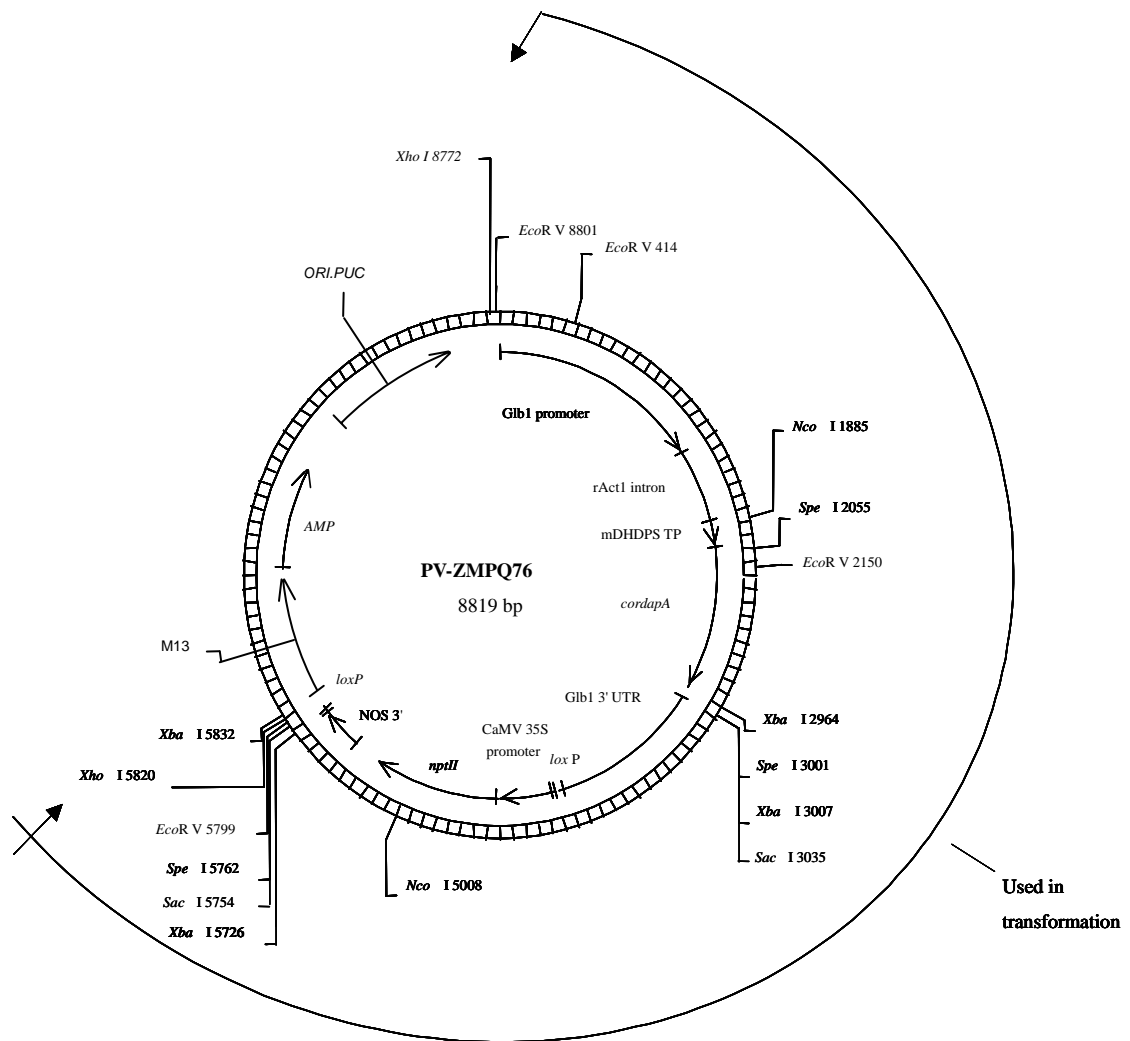 Xho I 8772
EcoR V 8801
EcoR V 414
ORI.PUC
Glb1 promoter
Nco I 1885
rAct1 intron
Spe I 2055
AMP
mDHDPS TP
PV-ZMPQ76
EcoR V 2150
8819 bp
cordapA
M13
loxP
Glb1 3' UTR
NOS 3'
CaMV 35S
promoter
Xba I 2964
Xba I 5832
nptII
lox P
Spe I 3001
Xho I 5820
Xba I 3007
EcoR V 5799
Sac I 3035
Spe I 5762
Nco I 5008
Used in
transformation
Sac I 5754
Xba I 5726